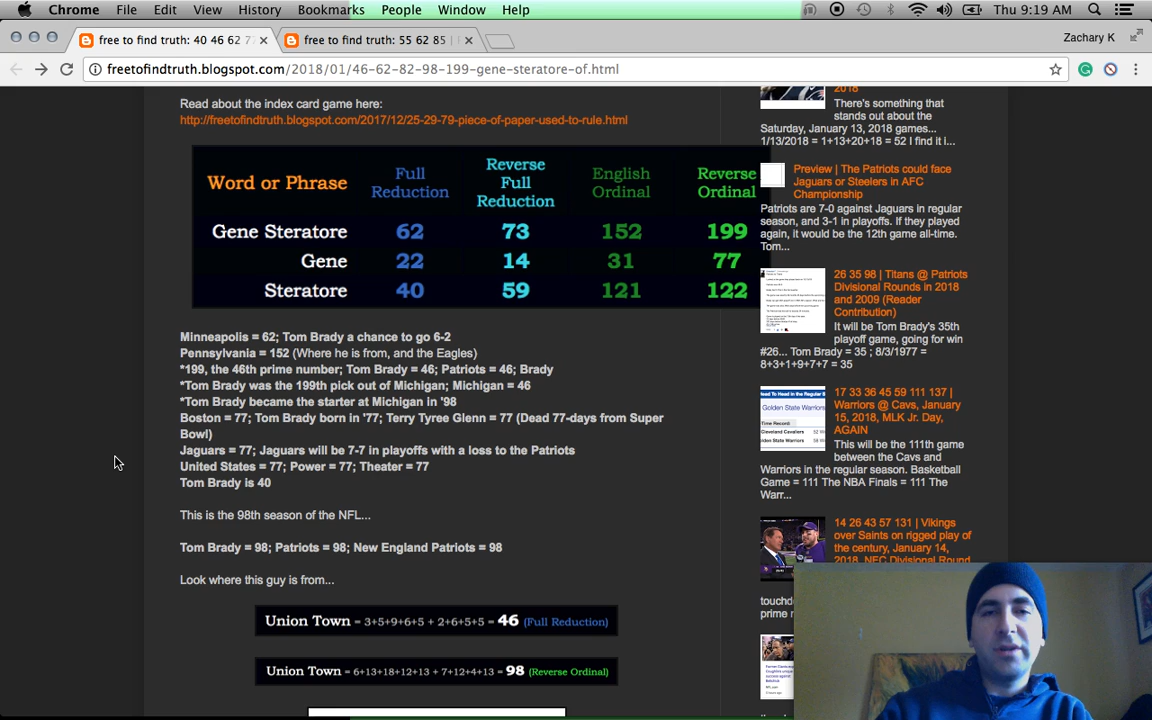 Chrome File Edit View History Bookmarks People Window Help Thu 9:19 AM
free to find truth: 40 46 62 7 free to find truth: 55 62 85 | Zachary K
freetofindtruth.blogspot.com/2018/01/46-62-82-98-199-gene-steratore-of.html
Read about the index card game here:
http://freetofindtruth.blogspot.com/2017/12/25-29-79-piece-of-paper-used-to-rule.html
Word or Phrase Full Reduction Reverse Full Reduction English Ordinal Reverse Ordinal
Gene Steratore 62 73 152 199
Gene 22 14 31 77
Steratore 40 59 121 122
Minneapolis = 62; Tom Brady a chance to go 6-2
Pennsylvania = 152 (Where he is from, and the Eagles)
*199, the 46th prime number; Tom Brady = 46; Patriots = 46; Brady
*Tom Brady was the 199th pick out of Michigan; Michigan = 46
*Tom Brady became the starter at Michigan in '98
Boston = 77; Tom Brady born in '77; Terry Tyree Glenn = 77 (Dead 77-days from Super
Bowl)
Jaguars = 77; Jaguars will be 7-7 in playoffs with a loss to the Patriots
United States = 77; Power = 77; Theater = 77
Tom Brady is 40
This is the 98th season of the NFL...
Tom Brady = 98; Patriots = 98; New England Patriots = 98
Look where this guy is from...
Union Town = 3+5+9+6+5 + 2+6+5+5 = 46 (Full Reduction)
Union Town = 6+13+18+12+13 + 7+12+4+13 = 98 (Reverse Ordinal)
2018
There's something that
stands out about the
Saturday, January 13, 2018 games...
1/13/2018 = 1+13+20+18 = 52 I find it i...
Preview | The Patriots could face
Jaguars or Steelers in AFC
Championship
Patriots are 7-0 against Jaguars in regular
season, and 3-1 in playoffs. If they played
again, it would be the 12th game all-time.
Tom...
26 35 98 | Titans @ Patriots
Divisional Rounds in 2018
and 2009 (Reader
Contribution)
It will be Tom Brady's 35th
playoff game, going for win
#26... Tom Brady = 35 ; 8/3/1977 =
8+3+1+9+7+7 = 35
17 33 36 45 59 111 137 |
Warriors @ Cavs, January
15, 2018, MLK Jr. Day,
AGAIN
This will be the 111th game
between the Cavs and
Warriors in the regular season. Basketball
Game = 111 The NBA Finals = 111 The
Warr...
14 26 43 57 131 | Vikings
over Saints on rigged play of
the century, January 14,
2018, NFC Divisional Round
touchd
prime n